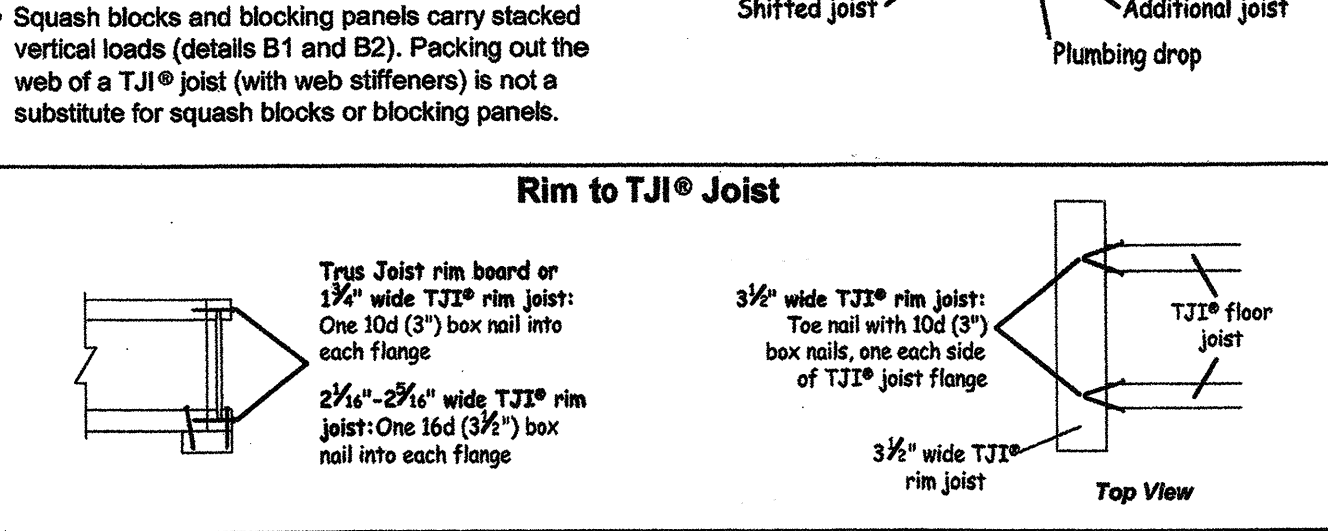 • Squash blocks and blocking panels carry stacked
vertical loads (details B1 and B2). Packing out the
web of a TJI® joist (with web stiffeners) is not a
substitute for squash blocks or blocking panels.
Shifted joist
Additional joist
Plumbing drop
Rim to TJI® Joist
Trus Joist rim board or
1¾" wide TJI® rim joist:
One 10d (3") box nail into
each flange
2 1/16"-2 5/16" wide TJI® rim
joist: One 16d (3½") box
nail into each flange
3½" wide TJI® rim joist:
Toe nail with 10d (3")
box nails, one each side
of TJI® joist flange
TJI® floor
joist
3½" wide TJI®
rim joist
Top View